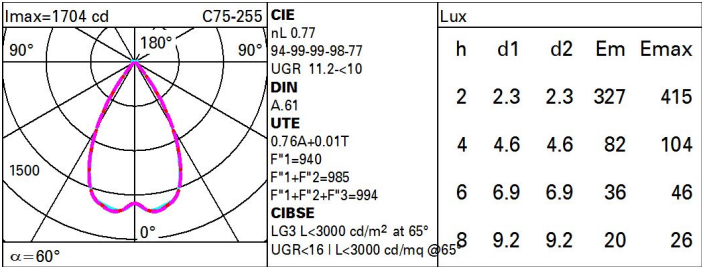 Imax=1704 cd C75-255
90° 180° 90°
1500
0°
α=60°
CIE
nL 0.77
94-99-99-98-77
UGR 11.2-<10
DIN
A.61
UTE
0.76A+0.01T
F"1=940
F"1+F"2=985
F"1+F"2+F"3=994
CIBSE
LG3 L<3000 cd/m² at 65°
UGR<16 | L<3000 cd/mq @65°
Lux
h d1 d2 Em Emax
2 2.3 2.3 327 415
4 4.6 4.6 82 104
6 6.9 6.9 36 46
8 9.2 9.2 20 26